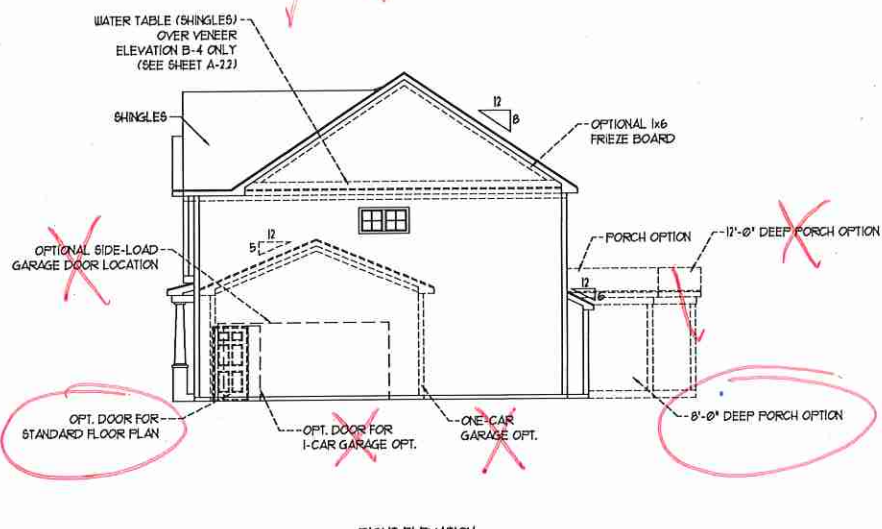 WATER TABLE (SHINGLES)
OVER VENEER
ELEVATION B-4 ONLY
(SEE SHEET A-2.2)
SHINGLES
12
8
OPTIONAL 1x6
FRIEZE BOARD
OPTIONAL SIDE-LOAD
GARAGE DOOR LOCATION
12
5
PORCH OPTION
12'-0" DEEP PORCH OPTION
12
6
OPT. DOOR FOR
STANDARD FLOOR PLAN
OPT. DOOR FOR
1-CAR GARAGE OPT.
ONE-CAR
GARAGE OPT.
8'-0" DEEP PORCH OPTION